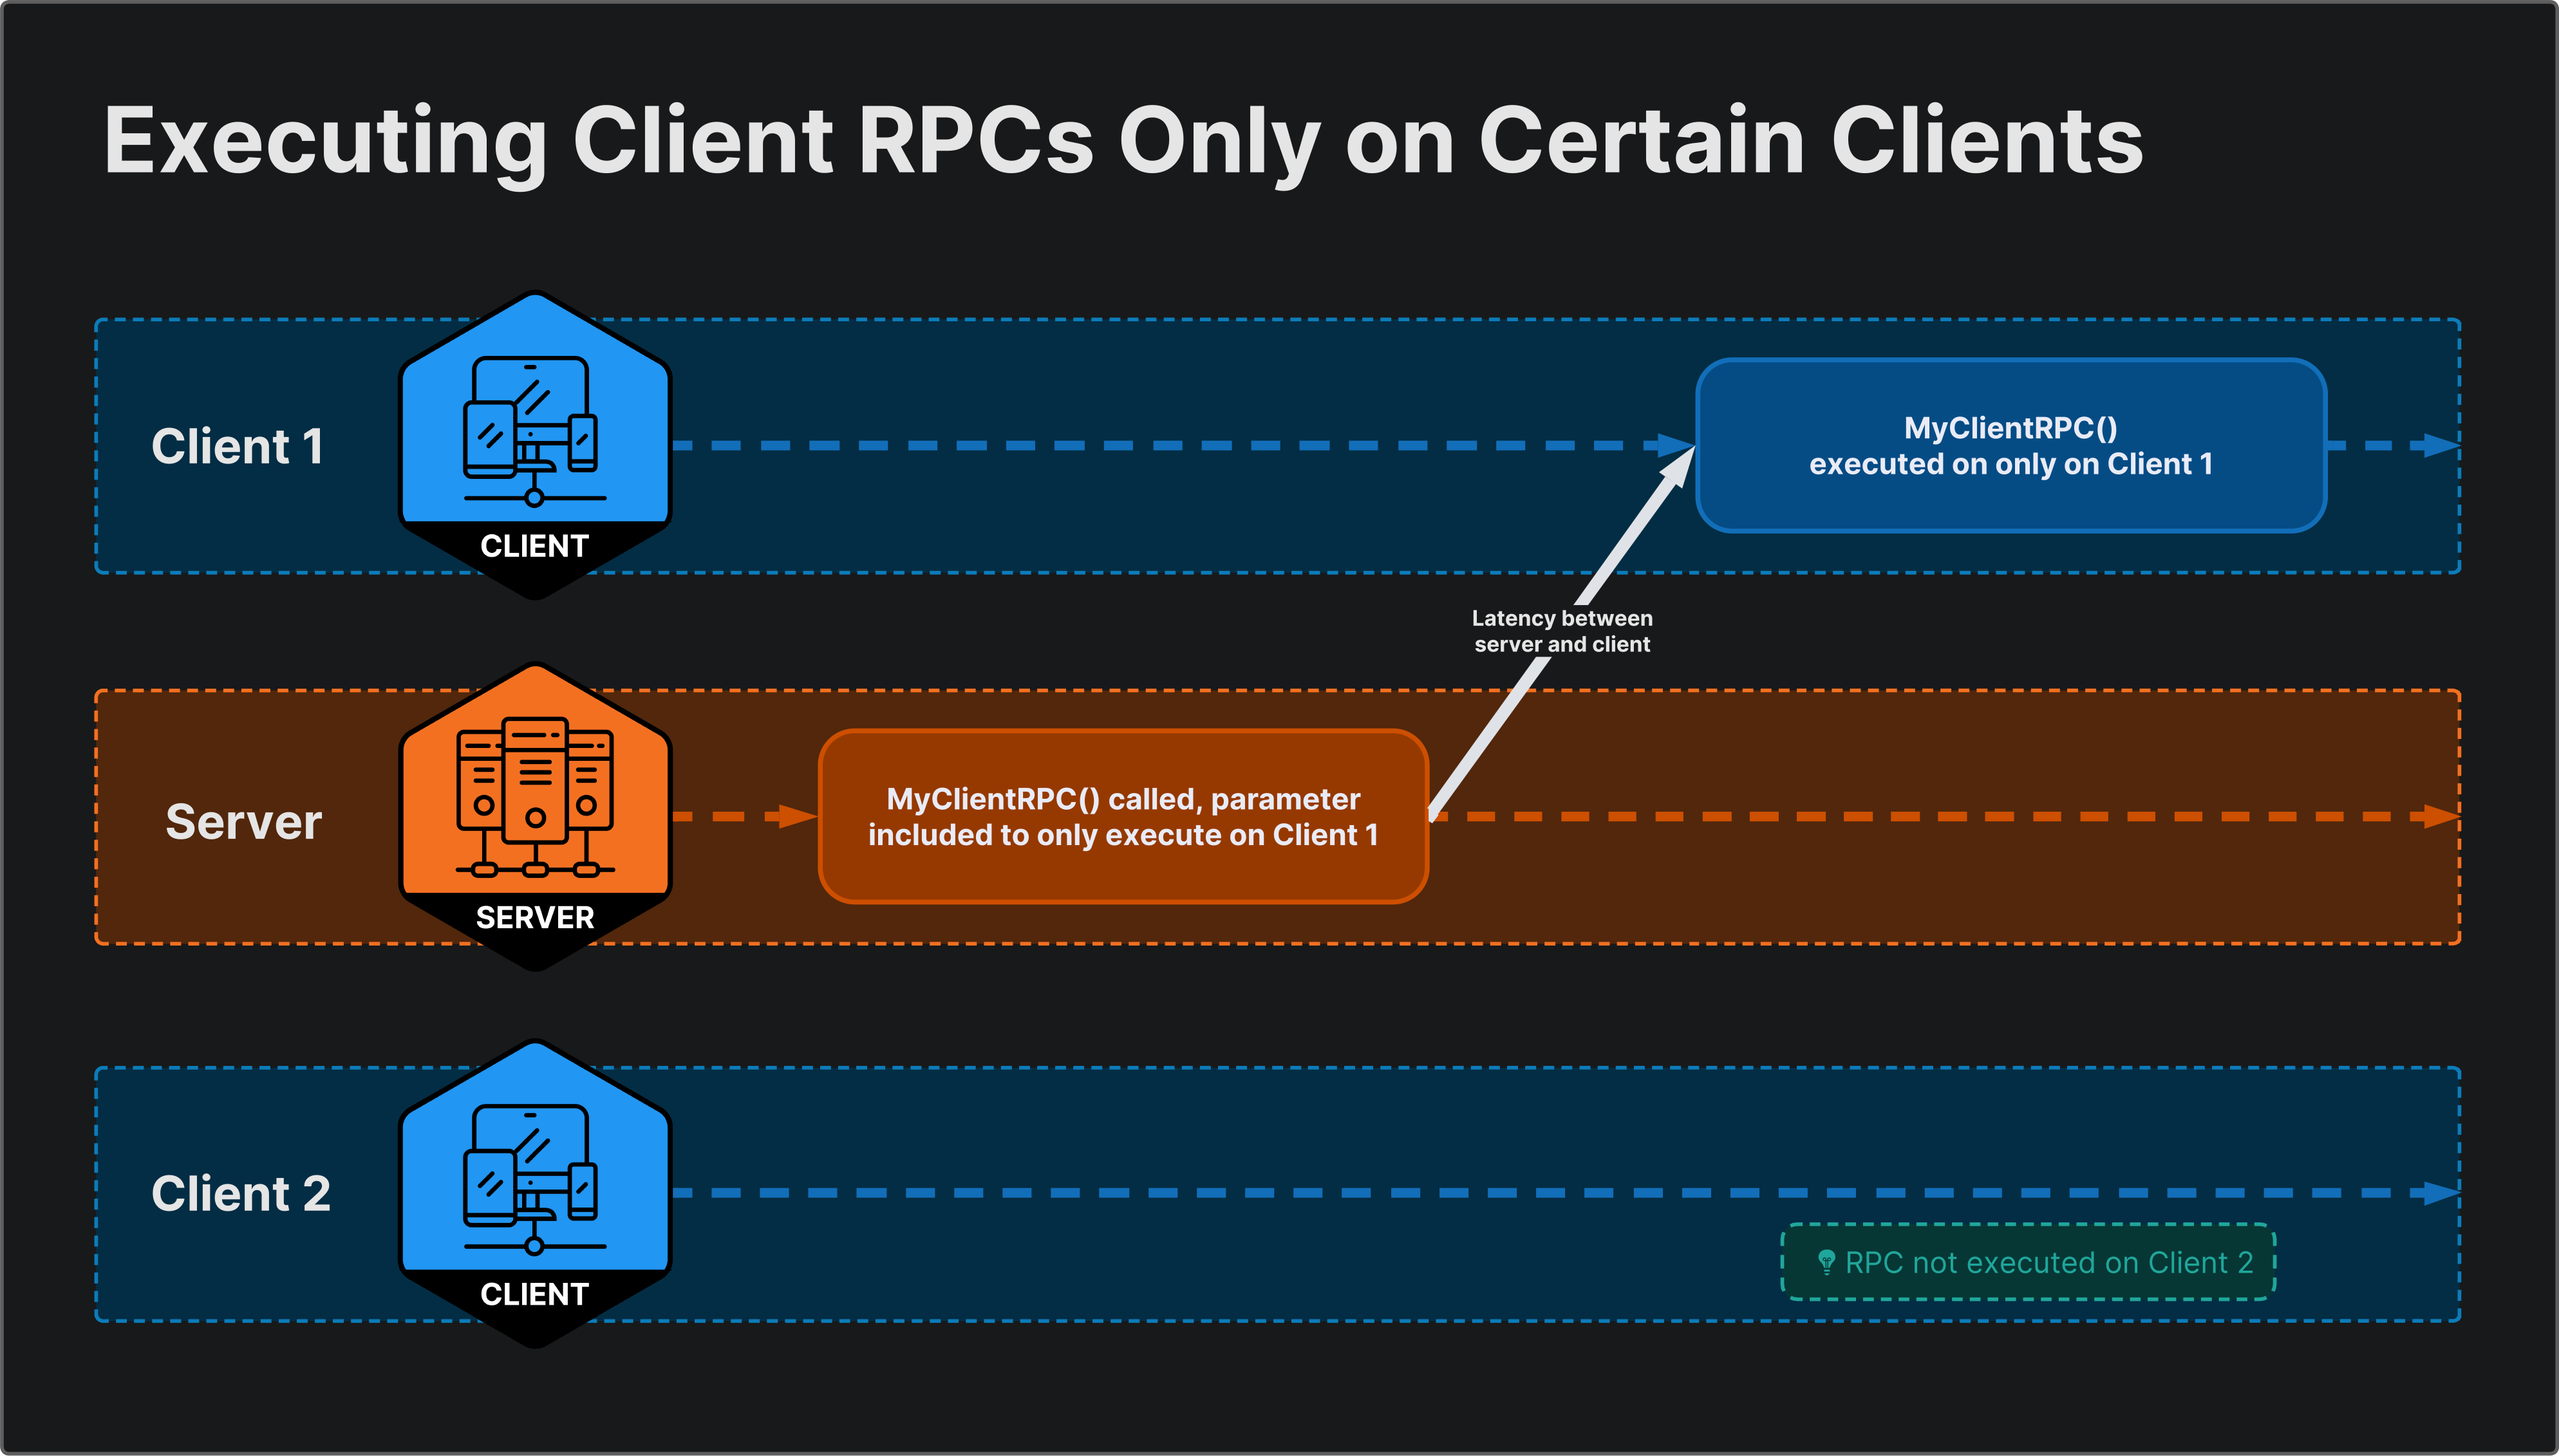 Executing Client RPCs Only on Certain Clients
Client 1
CLIENT
MyClientRPC()
executed on only on Client 1
Latency between
server and client
Server
SERVER
MyClientRPC() called, parameter
included to only execute on Client 1
Client 2
CLIENT
RPC not executed on Client 2